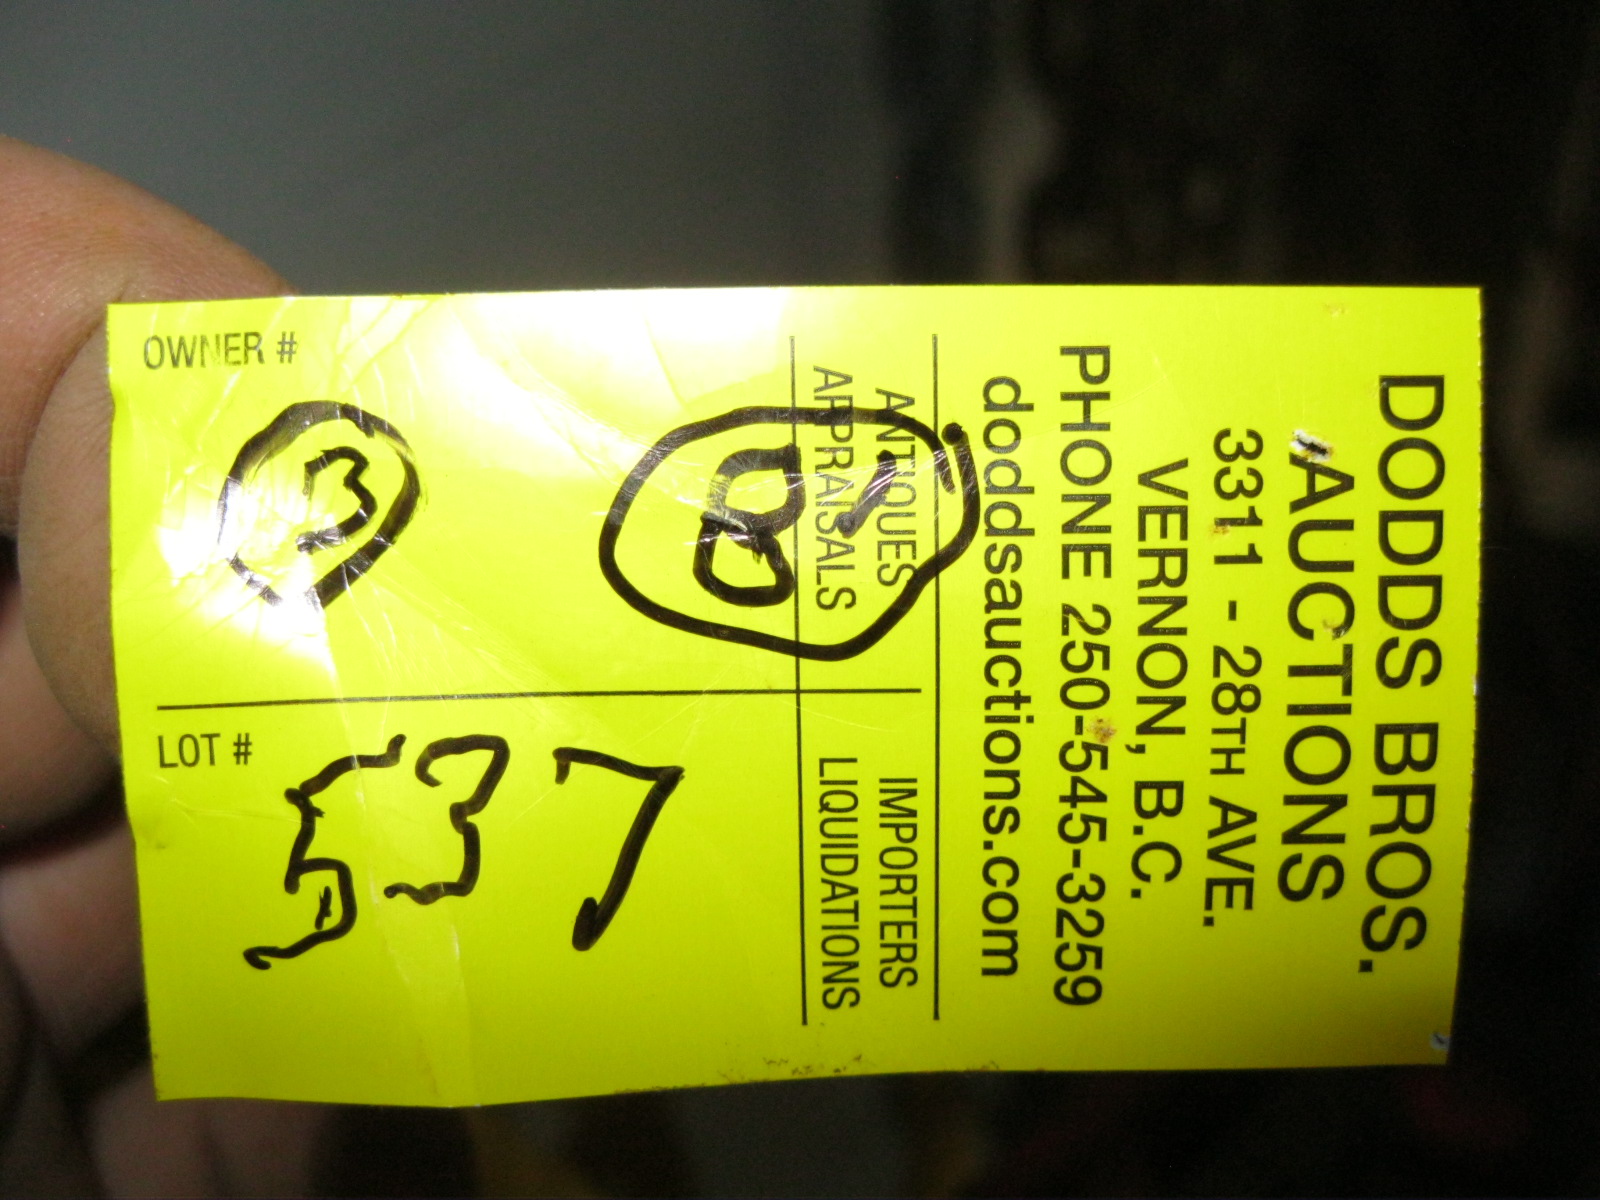 DODDS BROS.
AUCTIONS
3311 - 28TH AVE.
VERNON, B.C.
PHONE 250-545-3259
doddsauctions.com
ANTIQUES IMPORTERS
APPRAISALS LIQUIDATIONS
OWNER #
3 8
LOT #
537